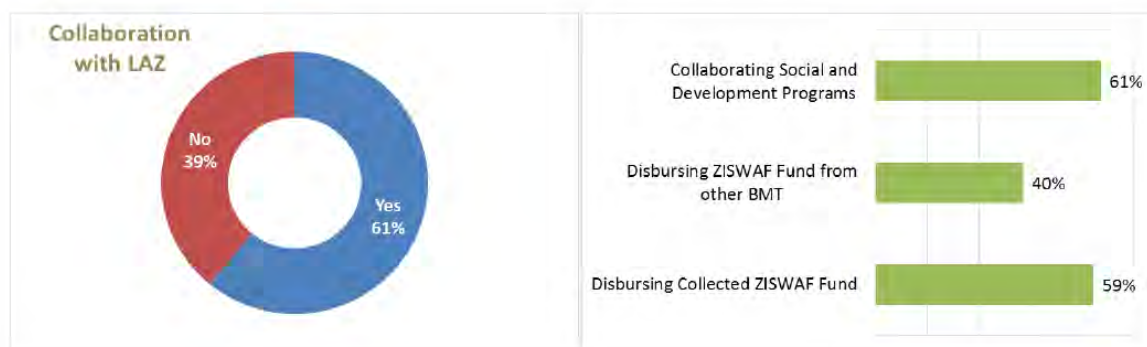 Collaboration
with LAZ
No
39%
Yes
61%
Collaborating Social and
Development Programs
61%
Disbursing ZISWAF Fund from
other BMT
40%
Disbursing Collected ZISWAF Fund
59%